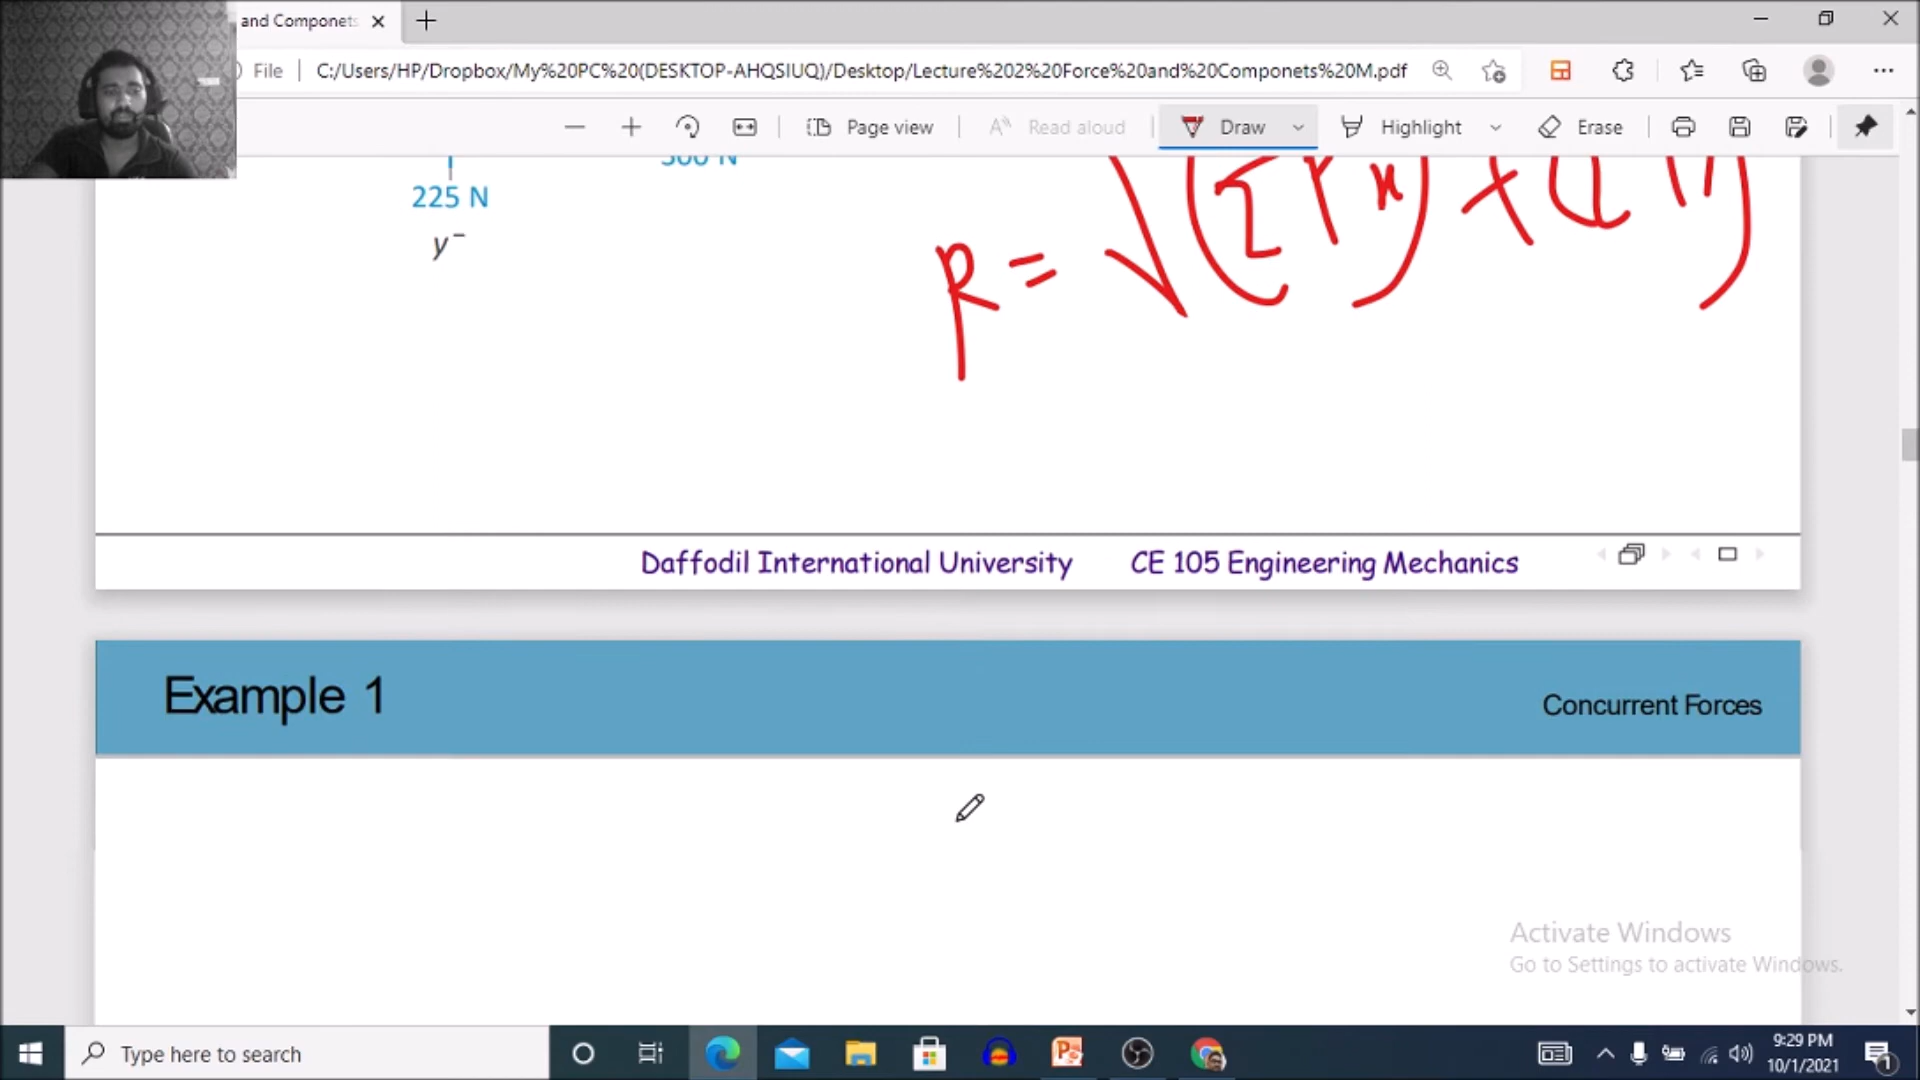 and Componets
File
C:/Users/HP/Dropbox/My%20PC%20(DESKTOP-AHQSIUQ)/Desktop/Lecture%202%20Force%20and%20Componets%20M.pdf
Page view
Read aloud
Draw
Highlight
Erase
225 N
y⁻
R = √(ΣFx) + (
Daffodil International University CE 105 Engineering Mechanics
Example 1
Concurrent Forces
Activate Windows
Go to Settings to activate Windows.
Type here to search
9:29 PM
10/1/2021
1